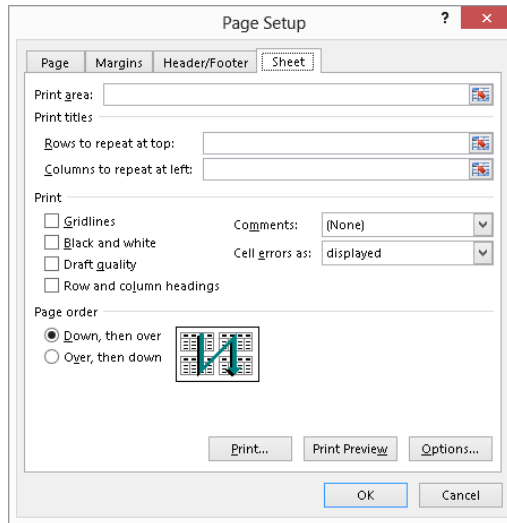 Page Setup ? ×
Page Margins Header/Footer Sheet
Print area:
Print titles
Rows to repeat at top:
Columns to repeat at left:
Print
Gridlines Comments: (None)
Black and white Cell errors as: displayed
Draft quality
Row and column headings
Page order
Down, then over
Over, then down
Print... Print Preview Options...
OK Cancel